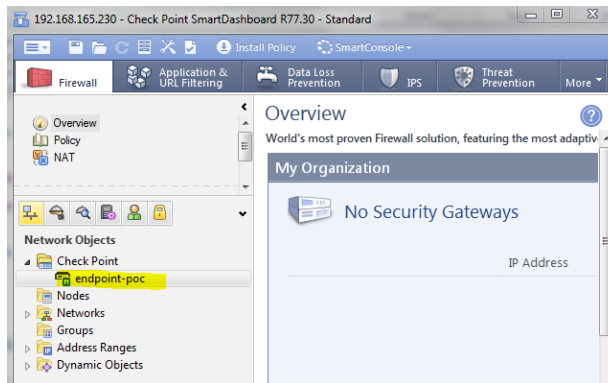 192.168.165.230 - Check Point SmartDashboard R77.30 - Standard
Install Policy SmartConsole
Firewall
Application & URL Filtering
Data Loss Prevention
IPS
Threat Prevention
More
Overview
Policy
NAT
Overview
World's most proven Firewall solution, featuring the most adaptiv
My Organization
No Security Gateways
IP Address
Network Objects
Check Point
endpoint-poc
Nodes
Networks
Groups
Address Ranges
Dynamic Objects